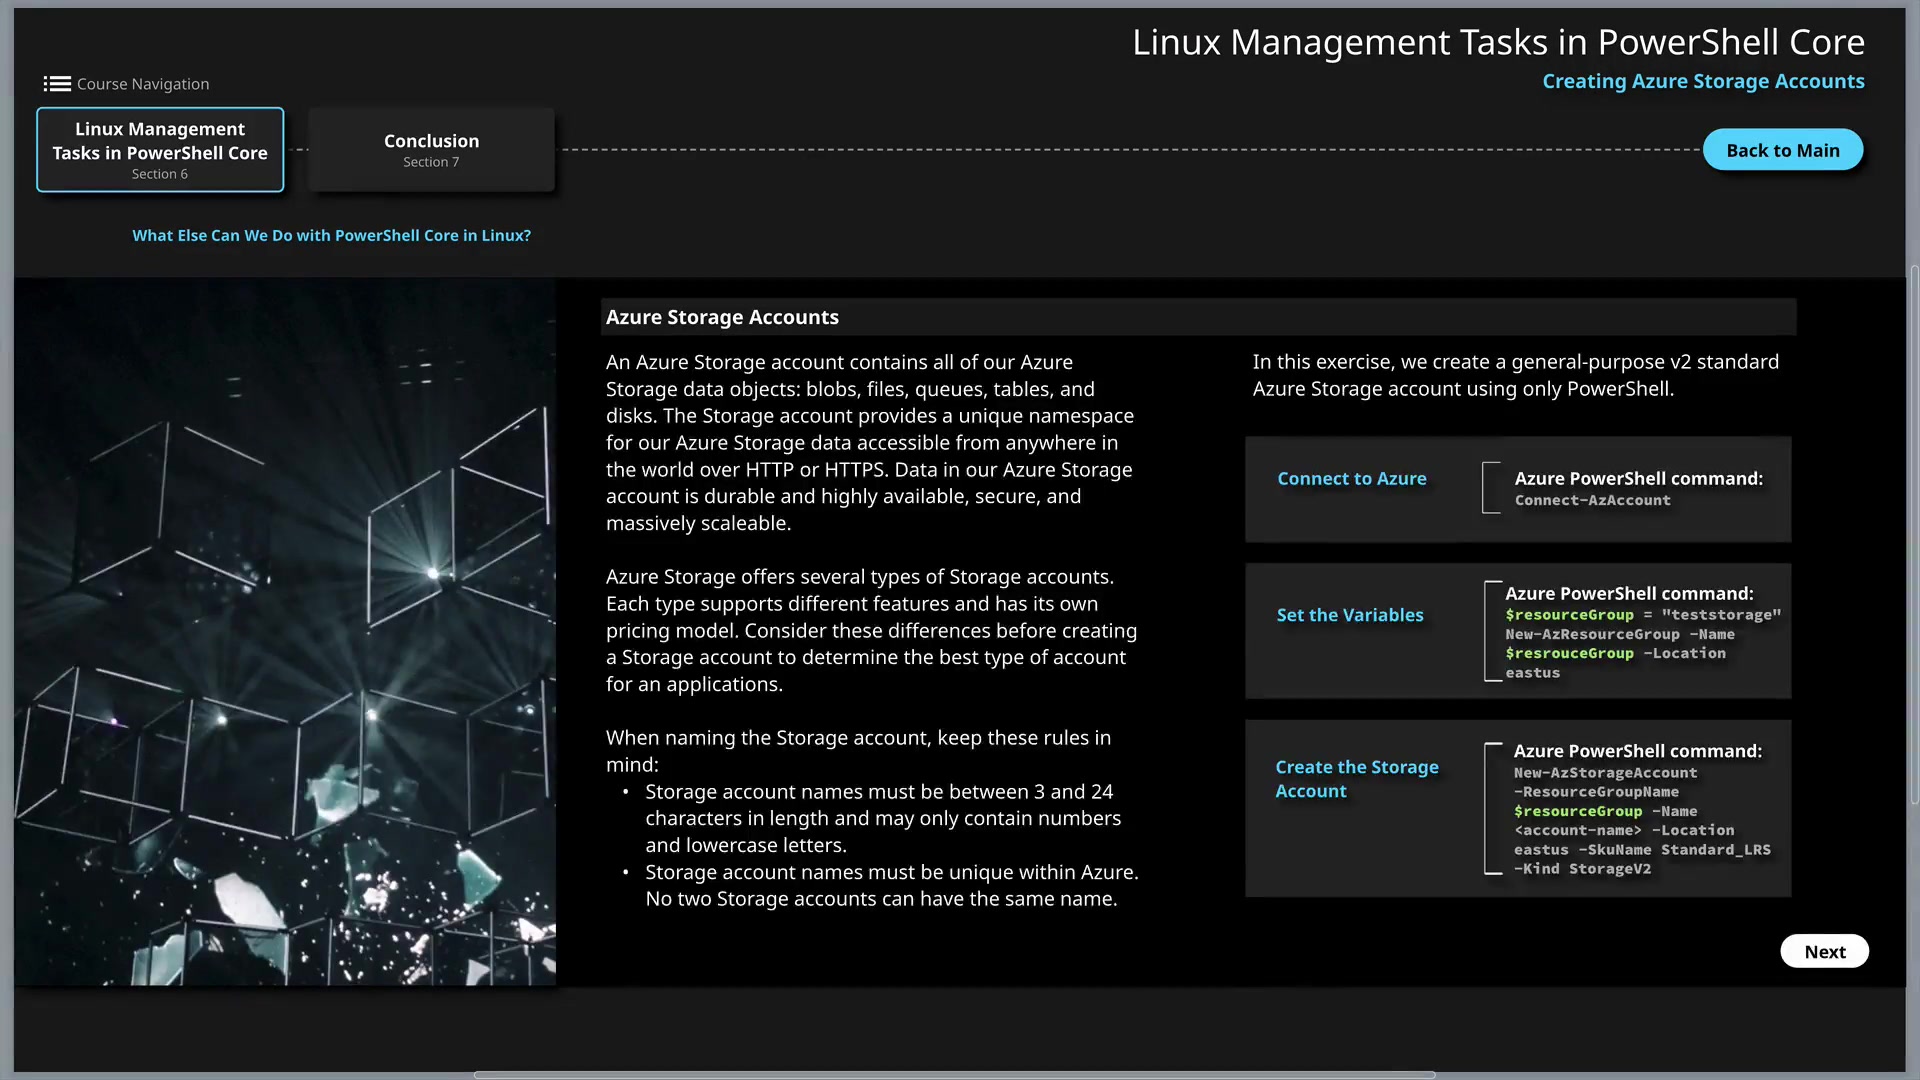 Linux Management Tasks in PowerShell Core
Creating Azure Storage Accounts
Course Navigation
Linux Management
Tasks in PowerShell Core
Section 6
Conclusion
Section 7
Back to Main
What Else Can We Do with PowerShell Core in Linux?
Azure Storage Accounts
An Azure Storage account contains all of our Azure
Storage data objects: blobs, files, queues, tables, and
disks. The Storage account provides a unique namespace
for our Azure Storage data accessible from anywhere in
the world over HTTP or HTTPS. Data in our Azure Storage
account is durable and highly available, secure, and
massively scaleable.
Azure Storage offers several types of Storage accounts.
Each type supports different features and has its own
pricing model. Consider these differences before creating
a Storage account to determine the best type of account
for an applications.
When naming the Storage account, keep these rules in
mind:
• Storage account names must be between 3 and 24
characters in length and may only contain numbers
and lowercase letters.
• Storage account names must be unique within Azure.
No two Storage accounts can have the same name.
In this exercise, we create a general-purpose v2 standard
Azure Storage account using only PowerShell.
Connect to Azure
Azure PowerShell command:
Connect-AzAccount
Set the Variables
Azure PowerShell command:
$resourceGroup = "teststorage"
New-AzResourceGroup -Name
$resrouceGroup -Location
eastus
Create the Storage
Account
Azure PowerShell command:
New-AzStorageAccount
-ResourceGroupName
$resourceGroup -Name
<account-name> -Location
eastus -SkuName Standard_LRS
-Kind StorageV2
Next